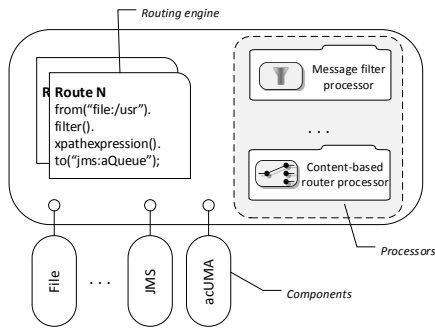 Routing engine
R Route N
from("file:/usr").
filter().
xpathexpression().
to("jms:aQueue");
Message filter
processor
. . .
Content-based
router processor
Processors
File
. . .
JMS
acUMA
Components